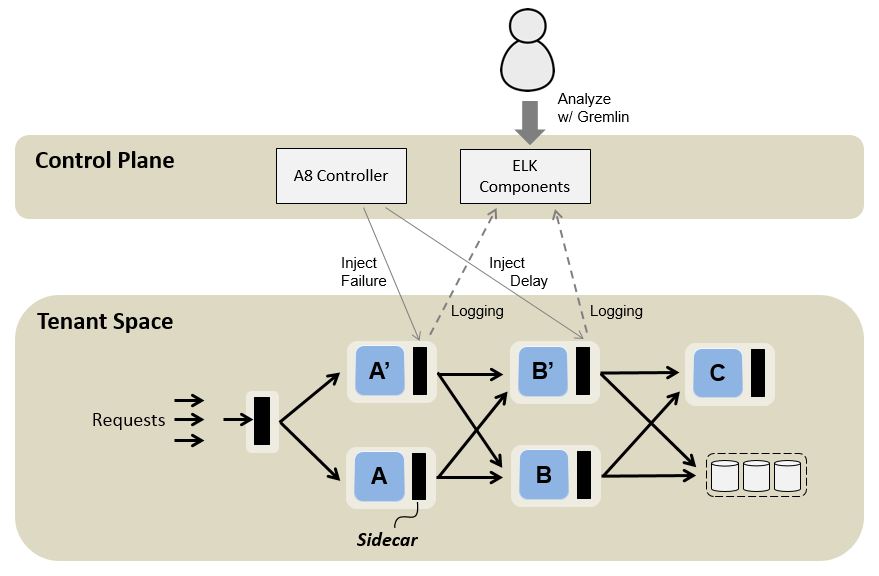 Analyze
w/ Gremlin
Control Plane
A8 Controller
ELK
Components
Inject
Failure
Inject
Delay
Logging
Logging
Tenant Space
A’
B’
C
Requests
A
B
Sidecar